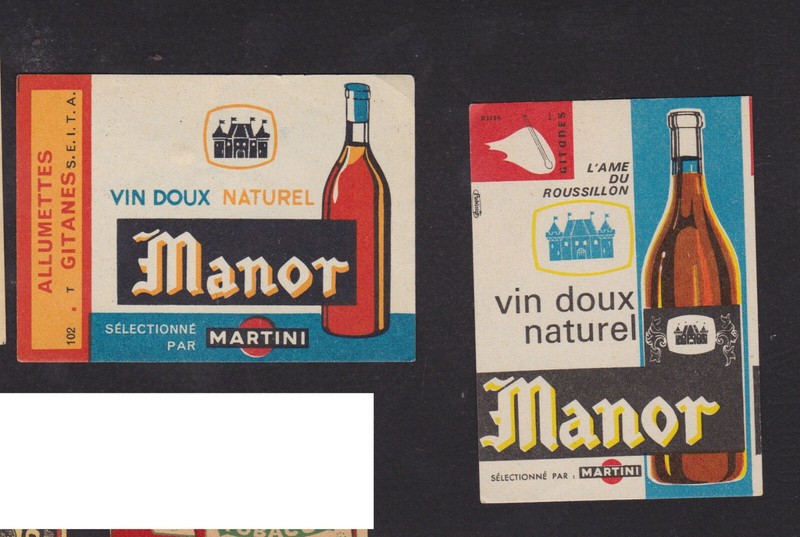 ALLUMETTES
GITANES S.E.I.T.A.
102 * T
VIN DOUX NATUREL
Manor
SÉLECTIONNÉ
PAR
MARTINI
GITANES
L'AME
DU
ROUSSILLON
vin doux
naturel
Manor
SÉLECTIONNÉ PAR :
MARTINI
TOBACCO